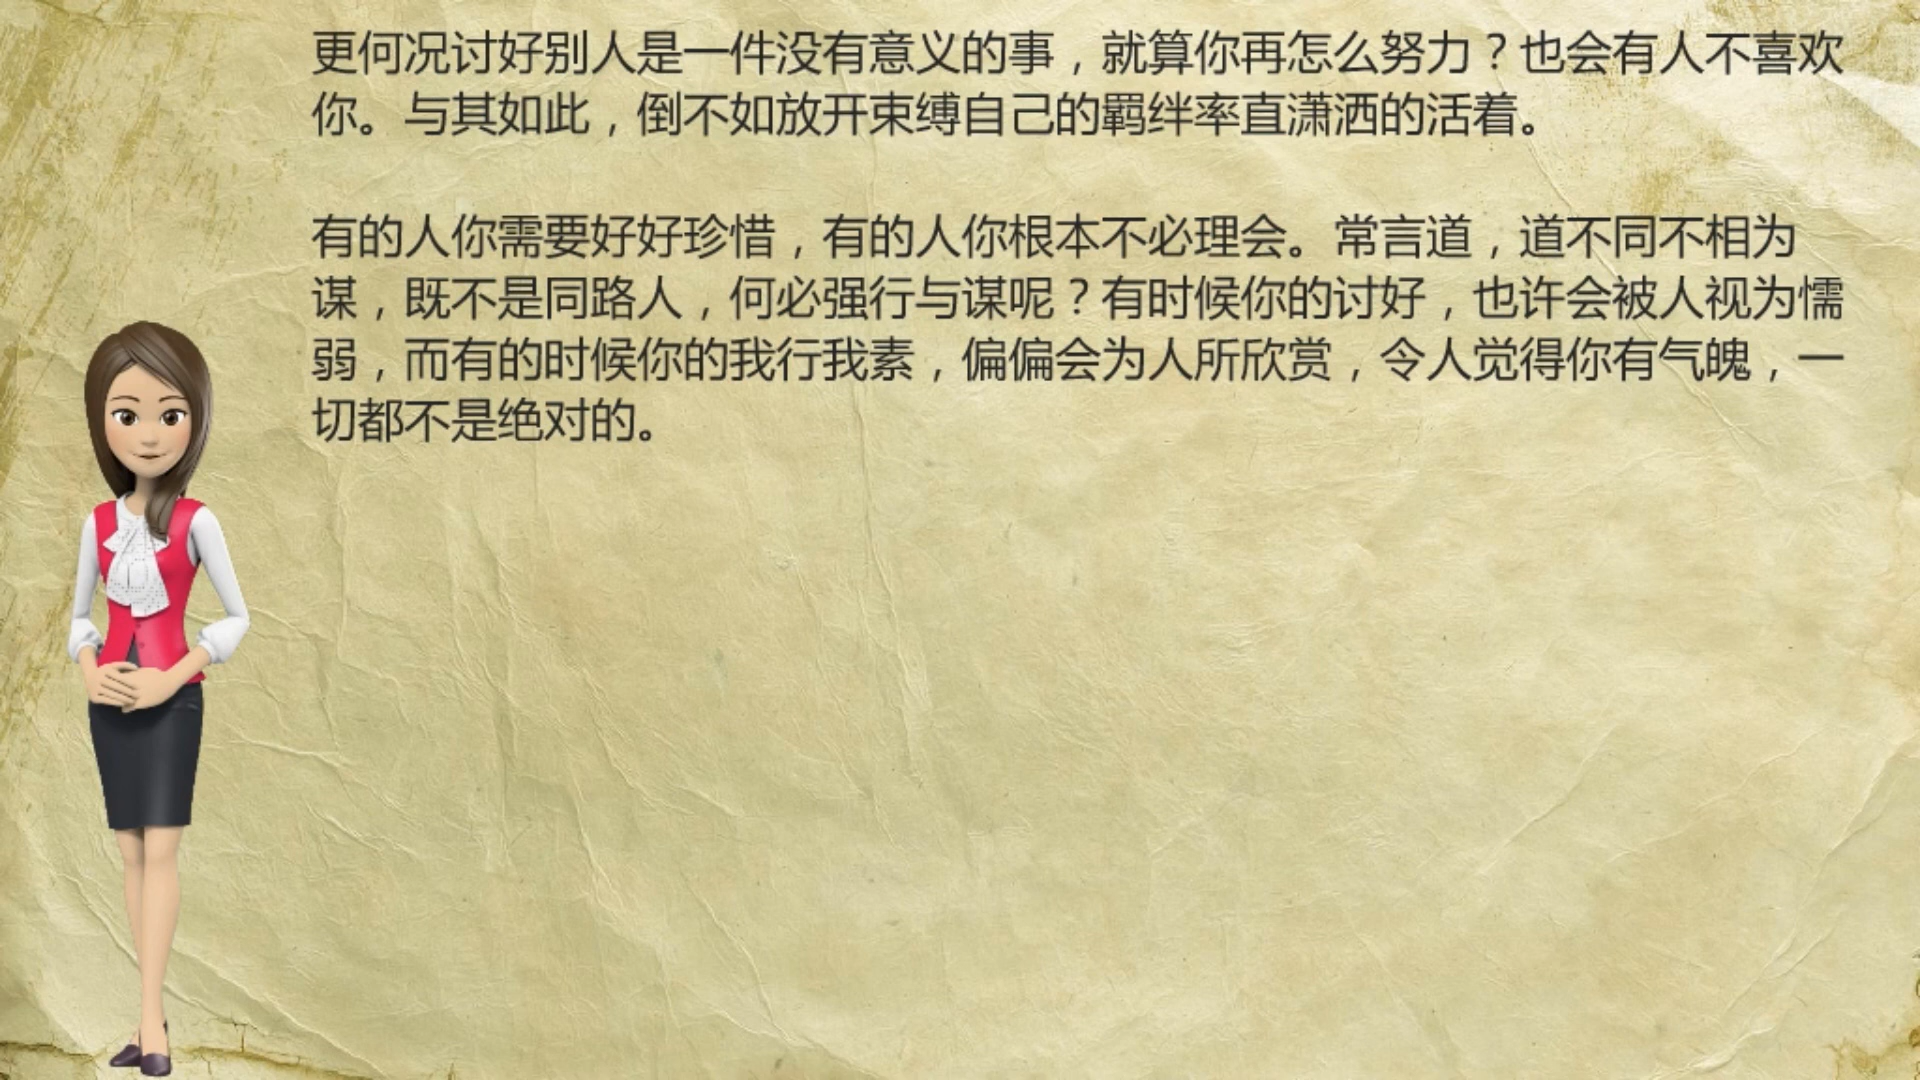 更何况讨好别人是一件没有意义的事，就算你再怎么努力？也会有人不喜欢
你。与其如此，倒不如放开束缚自己的羁绊率直潇洒的活着。
有的人你需要好好珍惜，有的人你根本不必理会。常言道，道不同不相为
谋，既不是同路人，何必强行与谋呢？有时候你的讨好，也许会被人视为懦
弱，而有的时候你的我行我素，偏偏会为人所欣赏，令人觉得你有气魄，一
切都不是绝对的。